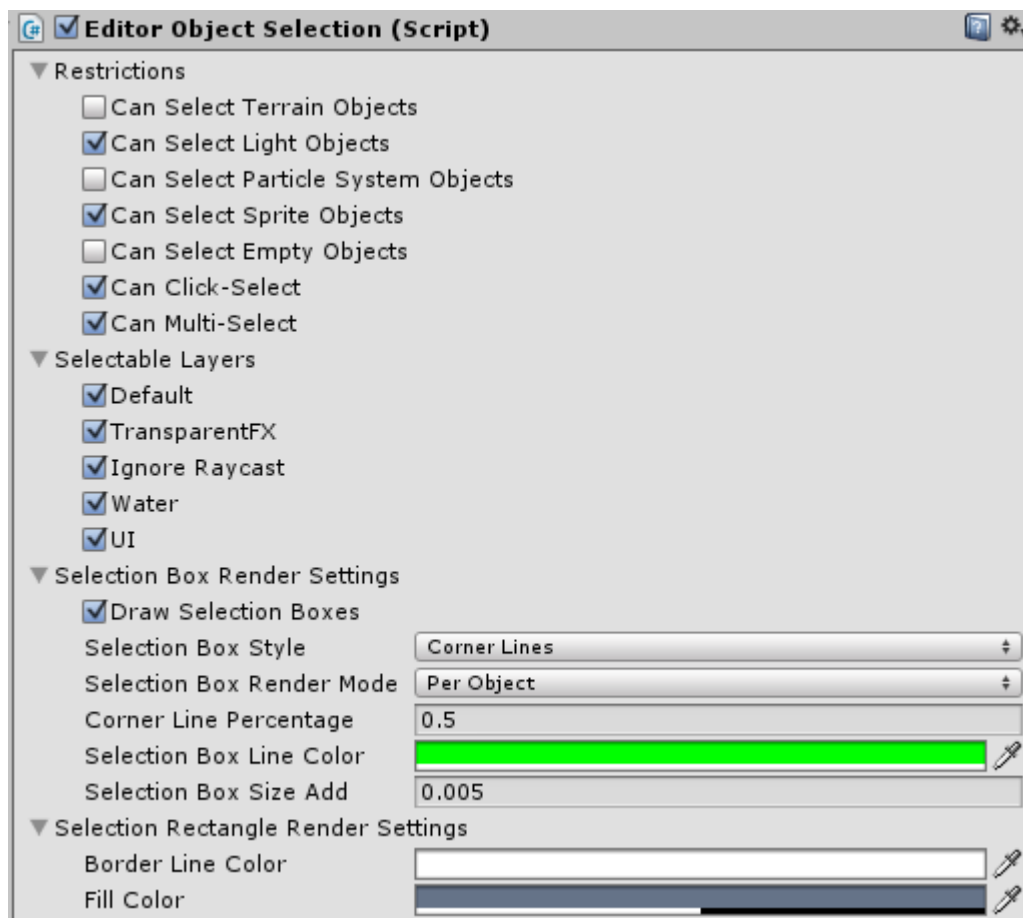 Editor Object Selection (Script)
Restrictions
Can Select Terrain Objects
Can Select Light Objects
Can Select Particle System Objects
Can Select Sprite Objects
Can Select Empty Objects
Can Click-Select
Can Multi-Select
Selectable Layers
Default
TransparentFX
Ignore Raycast
Water
UI
Selection Box Render Settings
Draw Selection Boxes
Selection Box Style Corner Lines
Selection Box Render Mode Per Object
Corner Line Percentage 0.5
Selection Box Line Color
Selection Box Size Add 0.005
Selection Rectangle Render Settings
Border Line Color
Fill Color